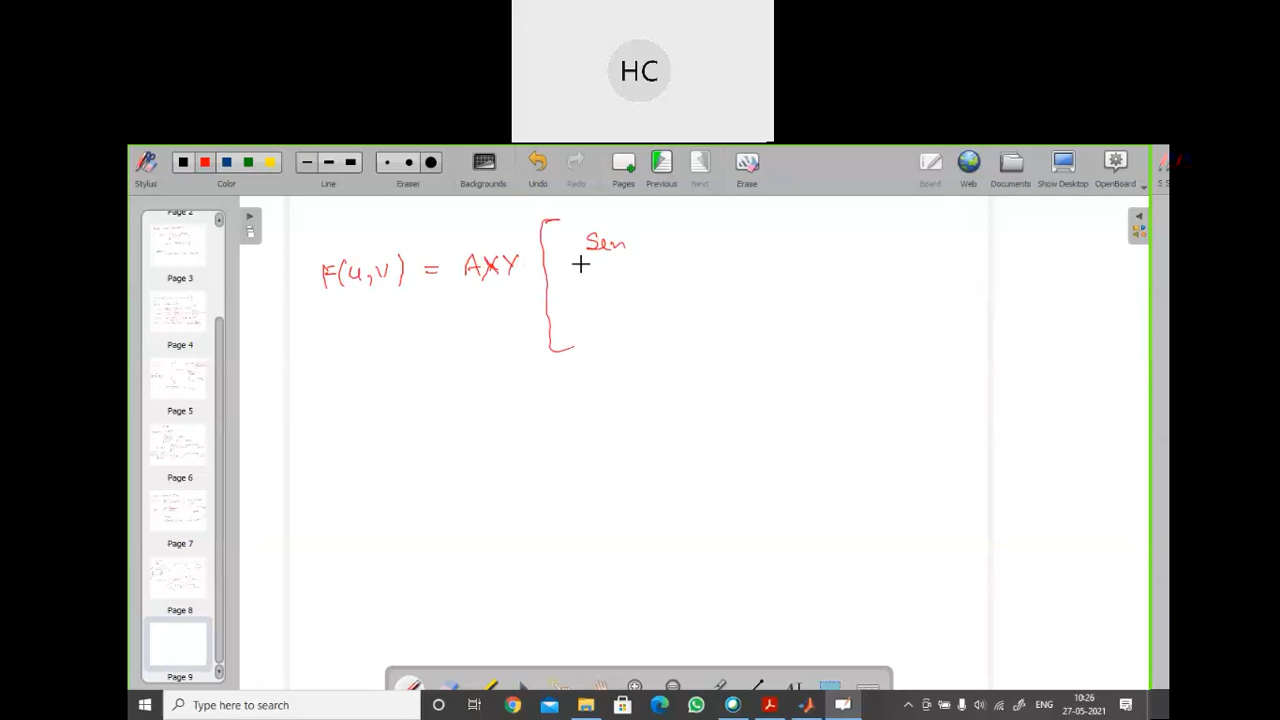 HC
Stylus Color Line Eraser Backgrounds Undo Redo Pages Previous Next Erase Board Web Documents Show Desktop OpenBoard
Page 2
Page 3
Page 4
Page 5
Page 6
Page 7
Page 8
Page 9
F(u,v) = AXY [ Sen
Type here to search
ENG
10:26
27-05-2021